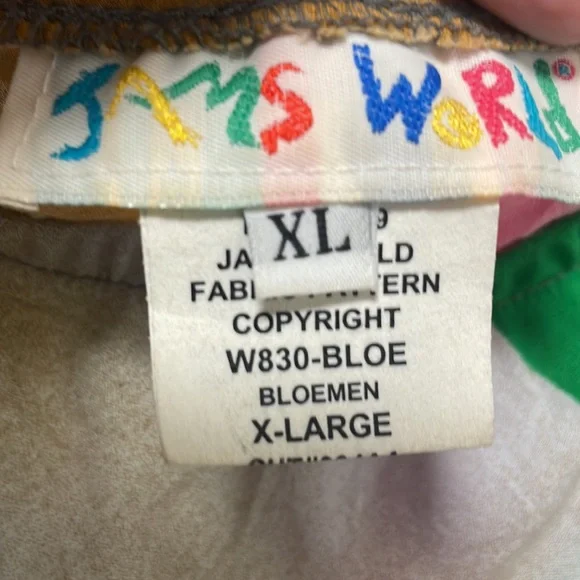 JAMS WORLD®
XL
COPYRIGHT
W830-BLOE
BLOEMEN
X-LARGE